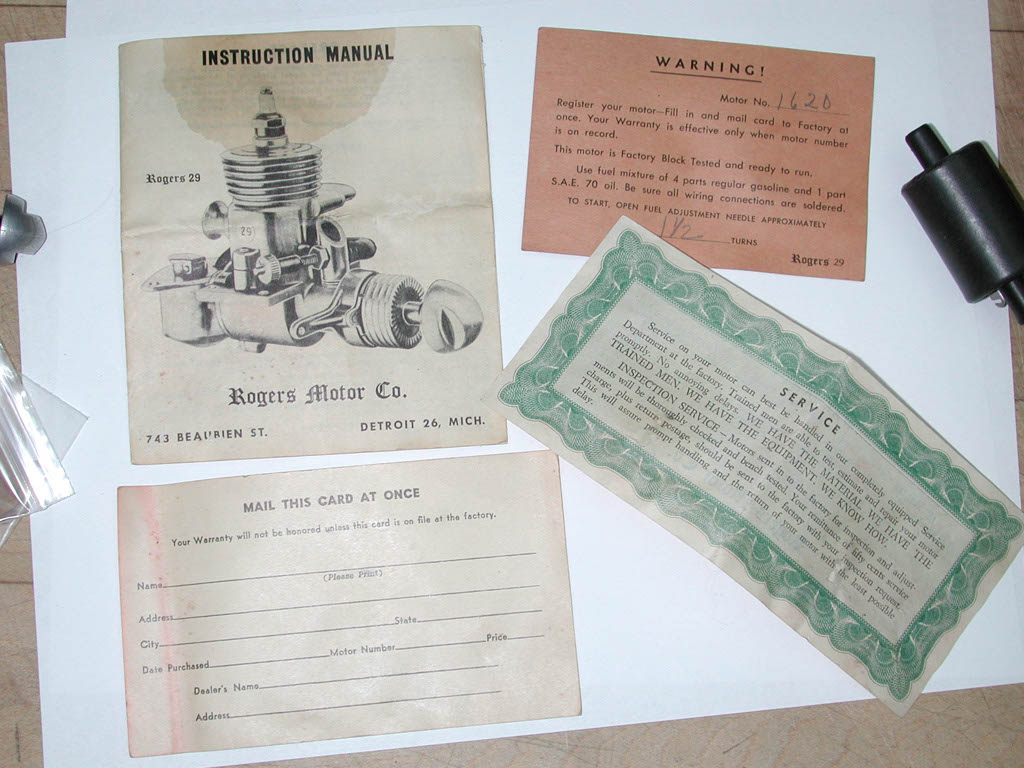 INSTRUCTION MANUAL
Rogers 29
29
Rogers Motor Co.
743 BEAUBIEN ST.
DETROIT 26, MICH.
WARNING!
Motor No. 1620
Register your motor—Fill in and mail card to Factory at
once. Your Warranty is effective only when motor number
is on record.
This motor is Factory Block Tested and ready to run.
Use fuel mixture of 4 parts regular gasoline and 1 part
S.A.E. 70 oil. Be sure all wiring connections are soldered.
TO START, OPEN FUEL ADJUSTMENT NEEDLE APPROXIMATELY
1 1/2 TURNS
Rogers 29
SERVICE
Service on your motor can best be handled in our completely equipped Service
Department at the factory. Trained men are able to test, estimate and repair your motor
promptly. No annoying delays. WE HAVE THE MATERIAL. WE HAVE THE
TRAINED MEN. WE HAVE THE EQUIPMENT. WE KNOW HOW.
INSPECTION SERVICE - Motors sent in to the factory for inspection and adjust-
ments will be thoroughly checked and bench tested. Your remittance of fifty cents service
charge, plus return postage, should be sent to the factory with your inspection request.
This will assure prompt handling and the return of your motor with the least possible
delay.
MAIL THIS CARD AT ONCE
Your Warranty will not be honored unless this card is on file at the factory.
Name
(Please Print)
Address
City State
Date Purchased Motor Number Price
Dealer's Name
Address